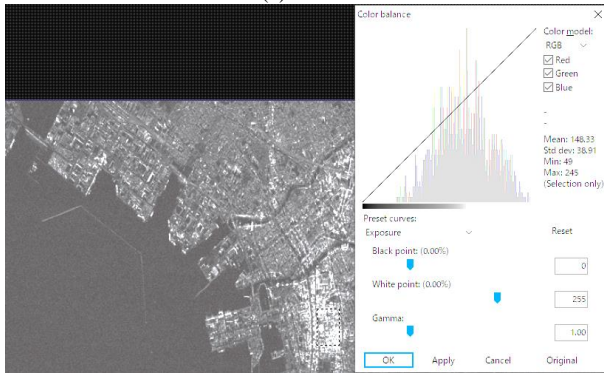 Color balance
Color model:
RGB
Red
Green
Blue
-
-
Mean: 148.33
Std dev: 38.91
Min: 49
Max: 245
(Selection only)
Preset curves:
Exposure
Reset
Black point: (0.00%)
0
White point: (0.00%)
255
Gamma:
1.00
OK Apply Cancel Original